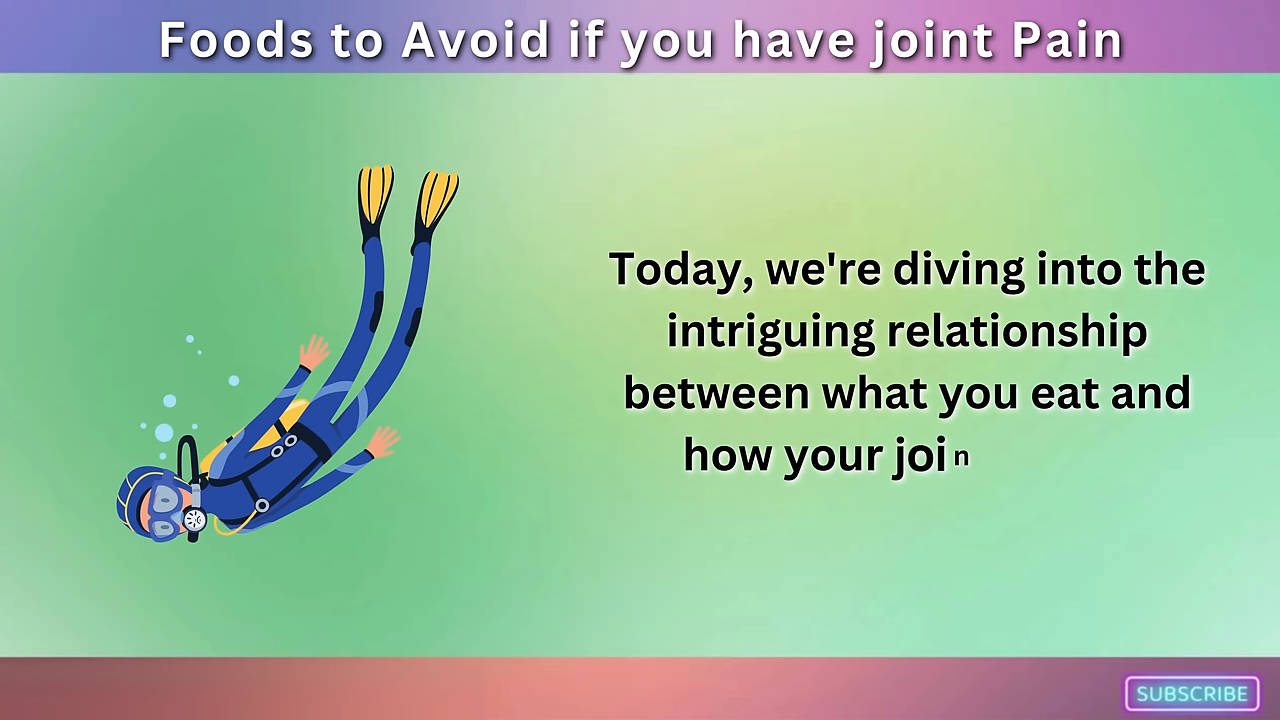 Foods to Avoid if you have joint Pain
Today, we're diving into the
intriguing relationship
between what you eat and
how your join
SUBSCRIBE